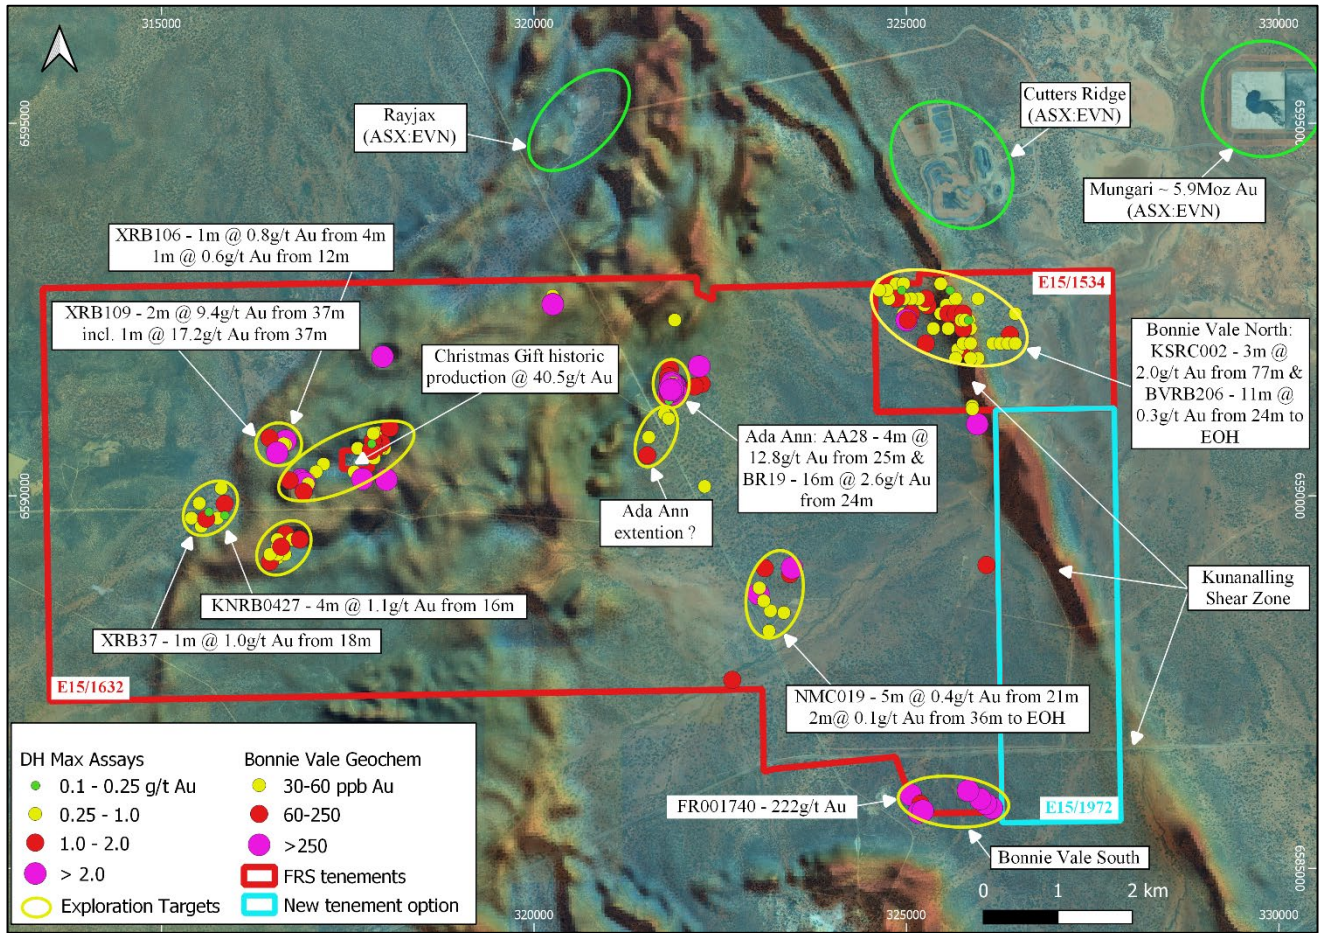 315000
320000
325000
330000
6595000
6595000
Rayjax
(ASX:EVN)
Cutters Ridge
(ASX:EVN)
Mungari ~ 5.9Moz Au
(ASX:EVN)
XRB106 - 1m @ 0.8g/t Au from 4m
1m @ 0.6g/t Au from 12m
XRB109 - 2m @ 9.4g/t Au from 37m
incl. 1m @ 17.2g/t Au from 37m
Christmas Gift historic
production @ 40.5g/t Au
E15/1534
Bonnie Vale North:
KSRC002 - 3m @
2.0g/t Au from 77m &
BVRB206 - 11m @
0.3g/t Au from 24m to
EOH
Ada Ann: AA28 - 4m @
12.8g/t Au from 25m &
BR19 - 16m @ 2.6g/t Au
from 24m
Ada Ann
extention ?
6590000
6590000
KNRB0427 - 4m @ 1.1g/t Au from 16m
XRB37 - 1m @ 1.0g/t Au from 18m
Kunanalling
Shear Zone
E15/1632
NMC019 - 5m @ 0.4g/t Au from 21m
2m@ 0.1g/t Au from 36m to EOH
FR001740 - 222g/t Au
E15/1972
Bonnie Vale South
6585000
DH Max Assays
0.1 - 0.25 g/t Au
0.25 - 1.0
1.0 - 2.0
> 2.0
Exploration Targets
Bonnie Vale Geochem
30-60 ppb Au
60-250
>250
FRS tenements
New tenement option
0 1 2 km
320000
325000
330000